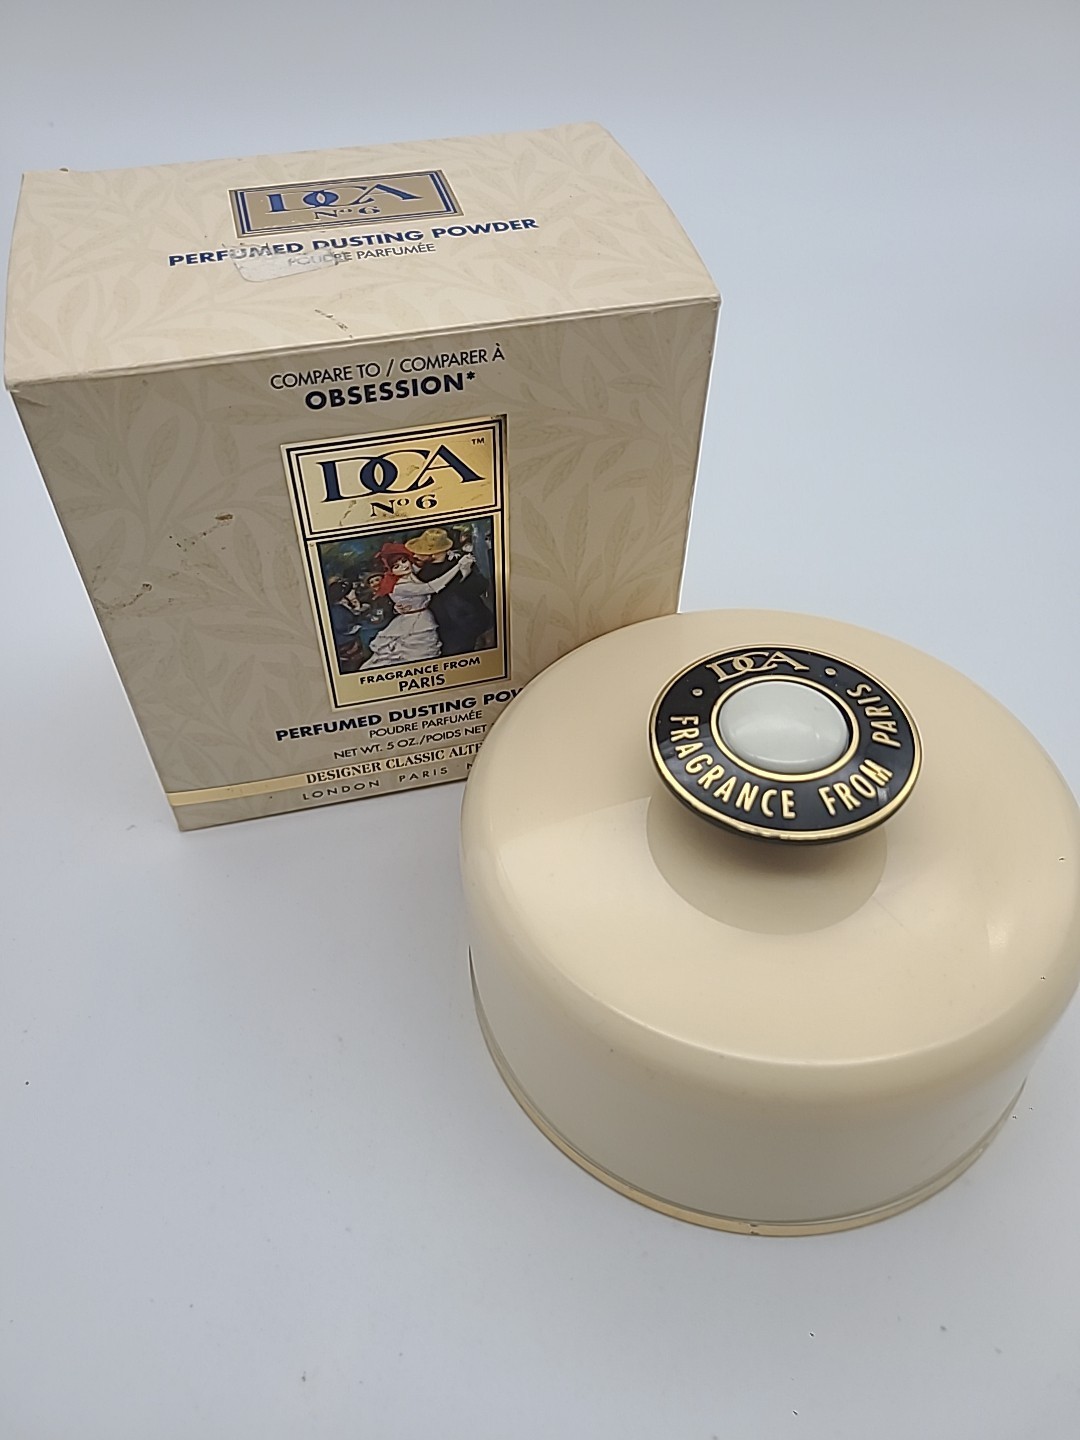 DCA
Nº 6
PERFUMED DUSTING POWDER
POUDRE PARFUMÉE
COMPARE TO / COMPARER À
OBSESSION*
DCA™
Nº 6
FRAGRANCE FROM
PARIS
PERFUMED DUSTING POW
POUDRE PARFUMÉE
NET WT. 5 OZ./POIDS NET
DESIGNER CLASSIC ALTE
LONDON PARIS N
DCA
FRAGRANCE FROM PARIS